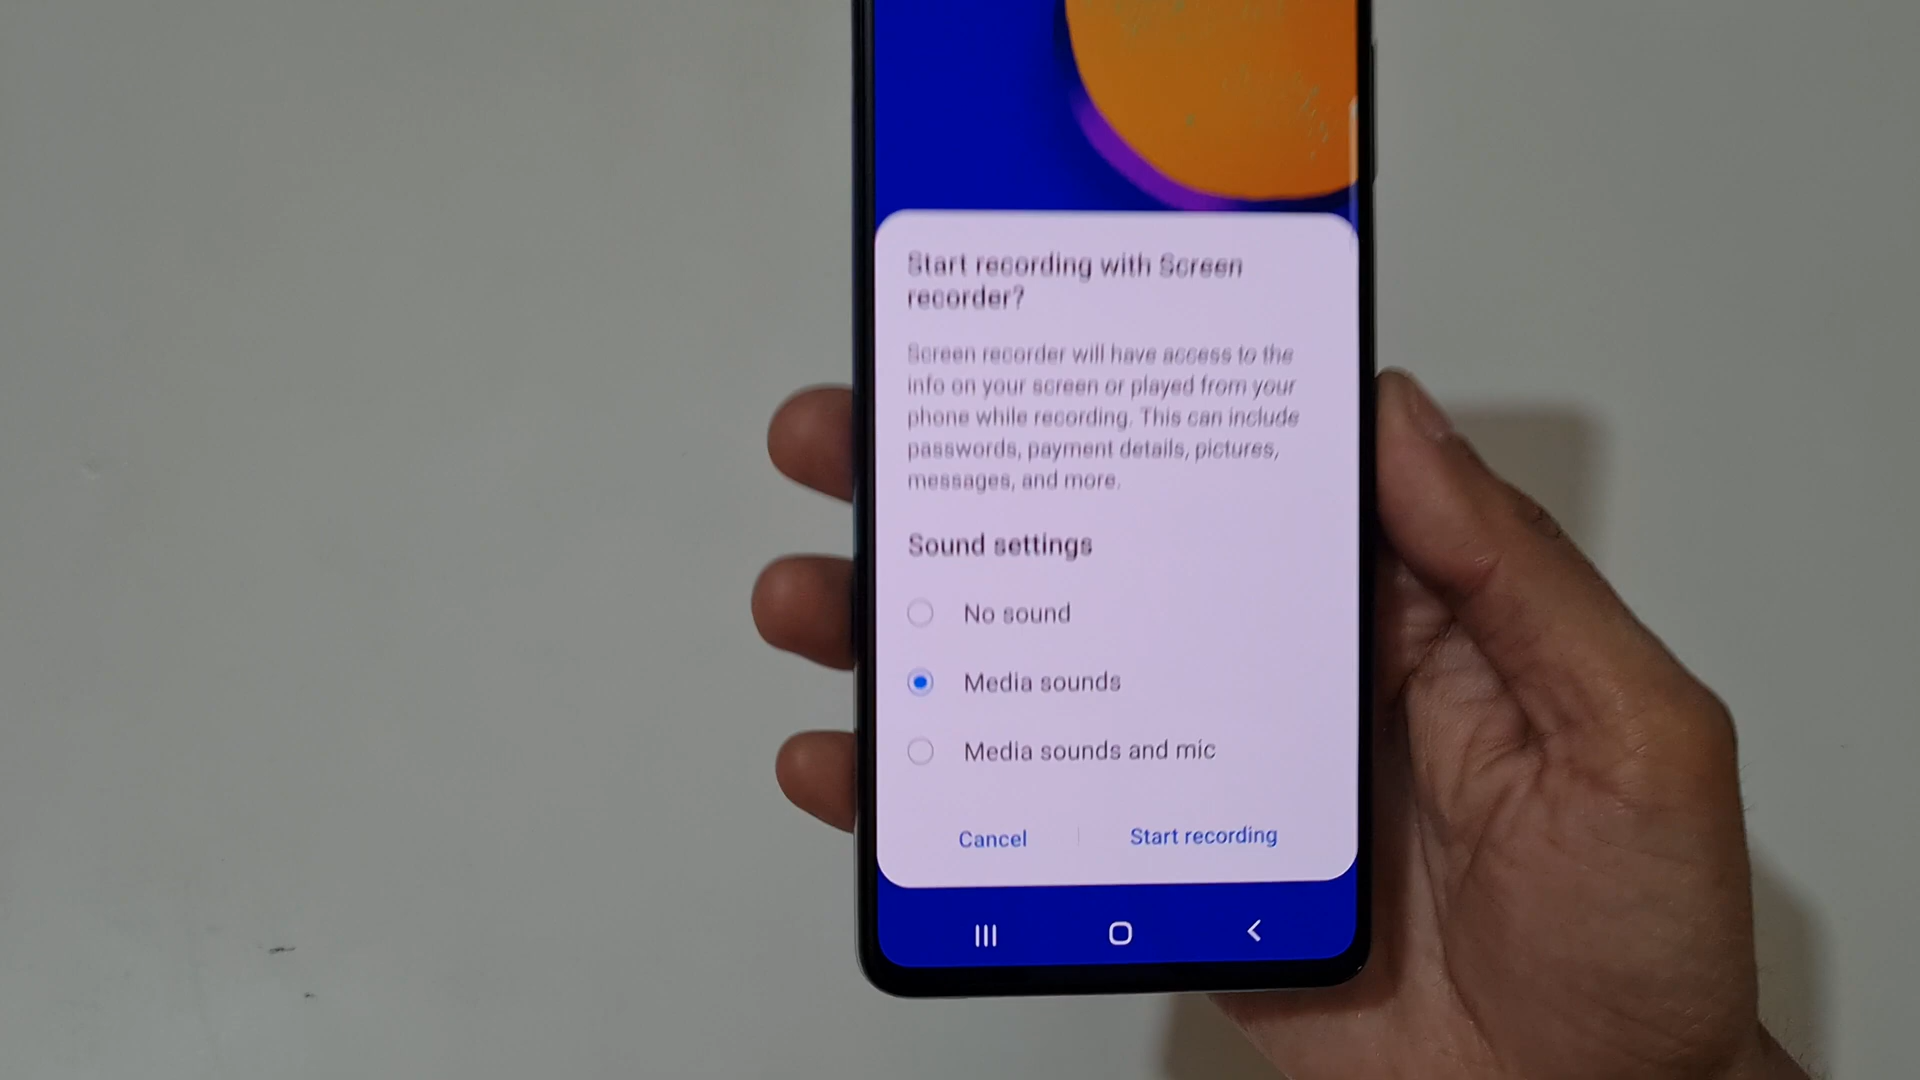 Start recording with Screen
recorder?
Screen recorder will have access to the
info on your screen or played from your
phone while recording. This can include
passwords, payment details, pictures,
messages, and more.
Sound settings
No sound
Media sounds
Media sounds and mic
Cancel
Start recording